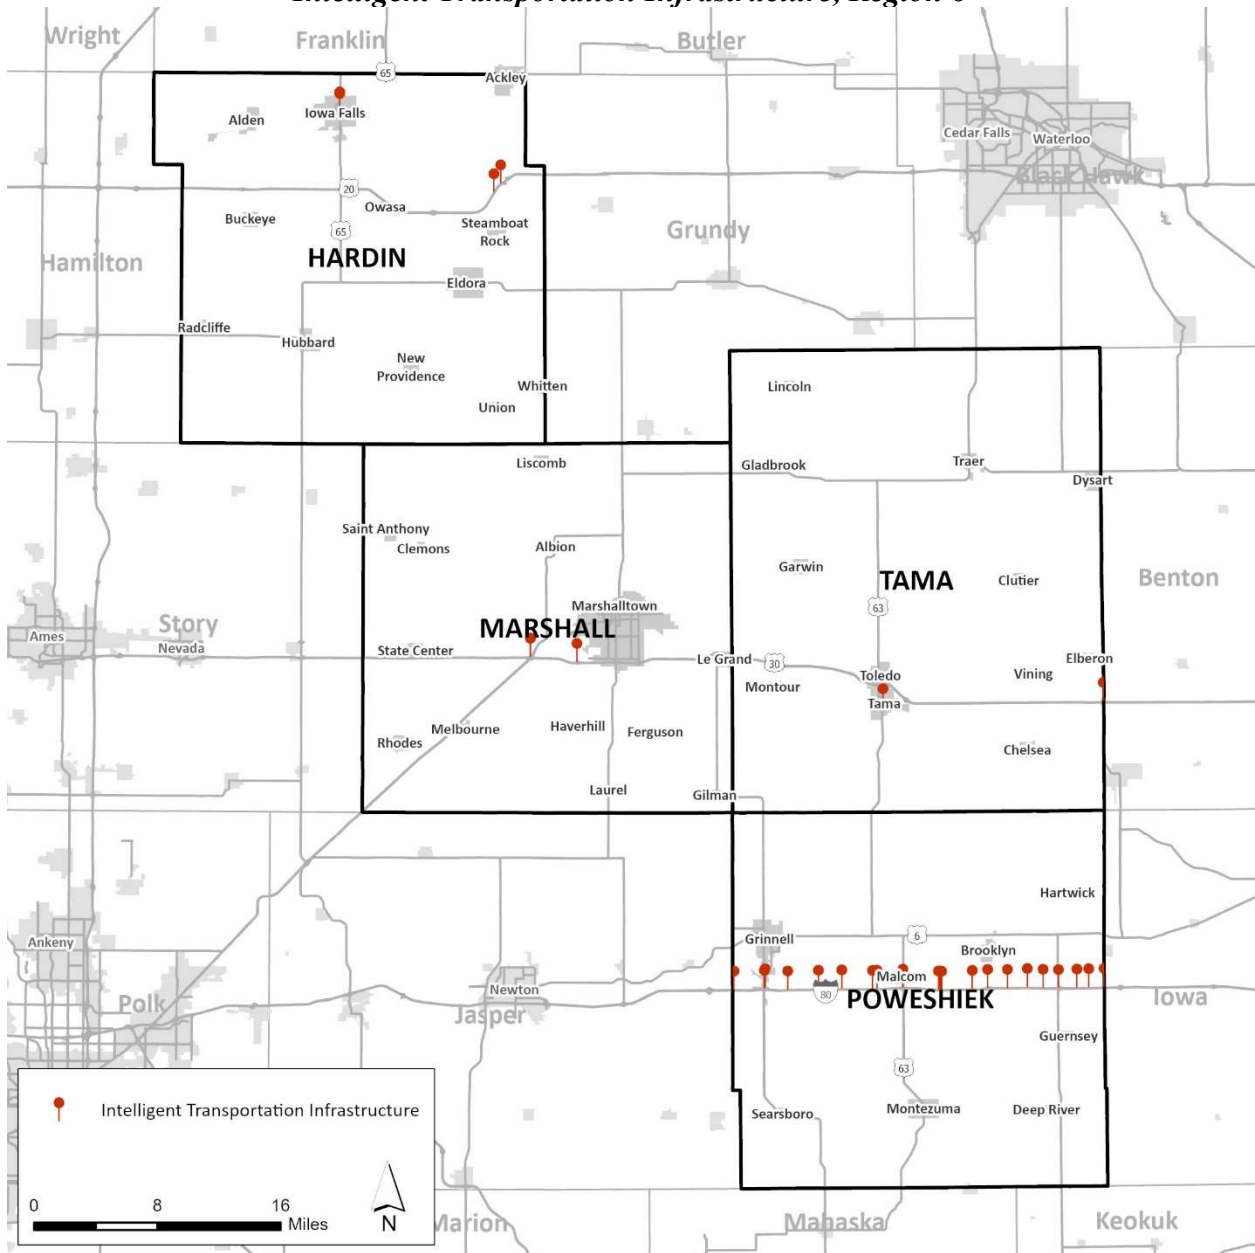 Intelligent Transportation Infrastructure, Region 6
Wright
Franklin
Butler
65
Ackley
Iowa Falls
Alden
Cedar Falls
Waterloo
Black Hawk
20
Owasa
Buckeye
65
Steamboat
Rock
Grundy
HARDIN
Hamilton
Eldora
Radcliffe
Hubbard
New
Providence
Whitten
Union
Lincoln
Liscomb
Gladbrook
Traer
Dysart
Saint Anthony
Clemons
Albion
Garwin
TAMA
Clutier
Benton
63
Marshalltown
MARSHALL
Story
Ames
Nevada
State Center
Le Grand
30
Elberon
Toledo
Vining
Montour
Tama
Melbourne
Haverhill
Ferguson
Rhodes
Chelsea
Laurel
Gilman
Hartwick
Ankeny
Grinnell
6
Brooklyn
Malcom
Newton
80
POWESHIEK
Polk
Jasper
Iowa
Guernsey
63
Searsboro
Montezuma
Deep River
Intelligent Transportation Infrastructure
0
8
16
Miles
N
Marion
Mahaska
Keokuk